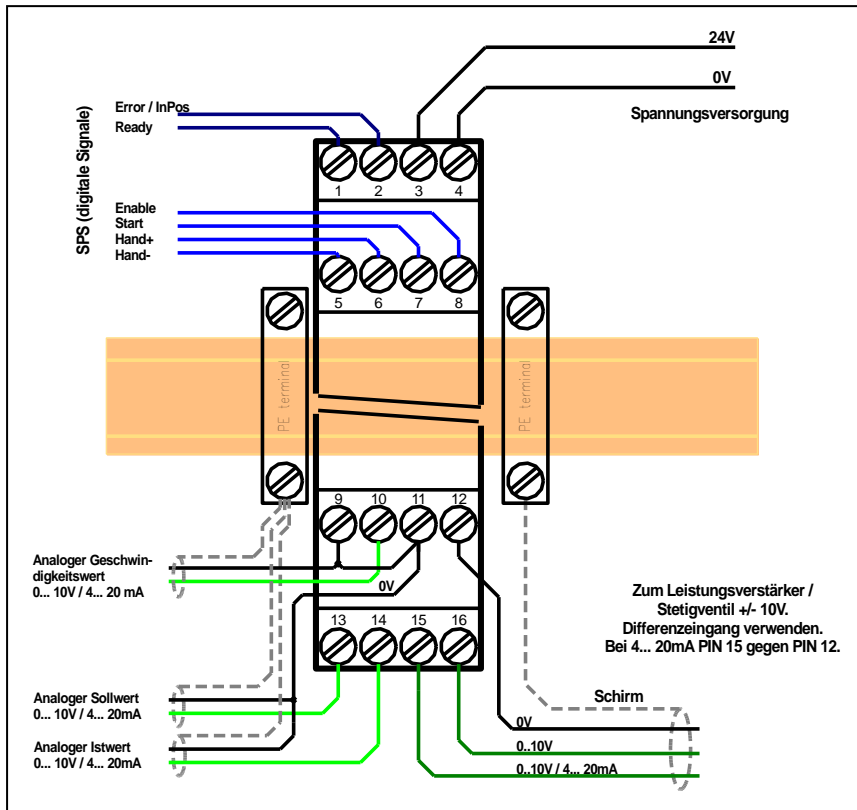 24V
0V
Spannungsversorgung
SPS (digitale Signale)
Error / InPos
Ready
1 2 3 4
Enable
Start
Hand+
Hand-
5 6 7 8
PE terminal
PE terminal
9 10 11 12
Analoger Geschwin-
digkeitswert
0... 10V / 4... 20 mA
0V
13 14 15 16
Zum Leistungsverstärker /
Stetigventil +/- 10V.
Differenzeingang verwenden.
Bei 4... 20mA PIN 15 gegen PIN 12.
Analoger Sollwert
0... 10V / 4... 20mA
Analoger Istwert
0... 10V / 4... 20mA
Schirm
0V
0..10V
0..10V / 4... 20mA